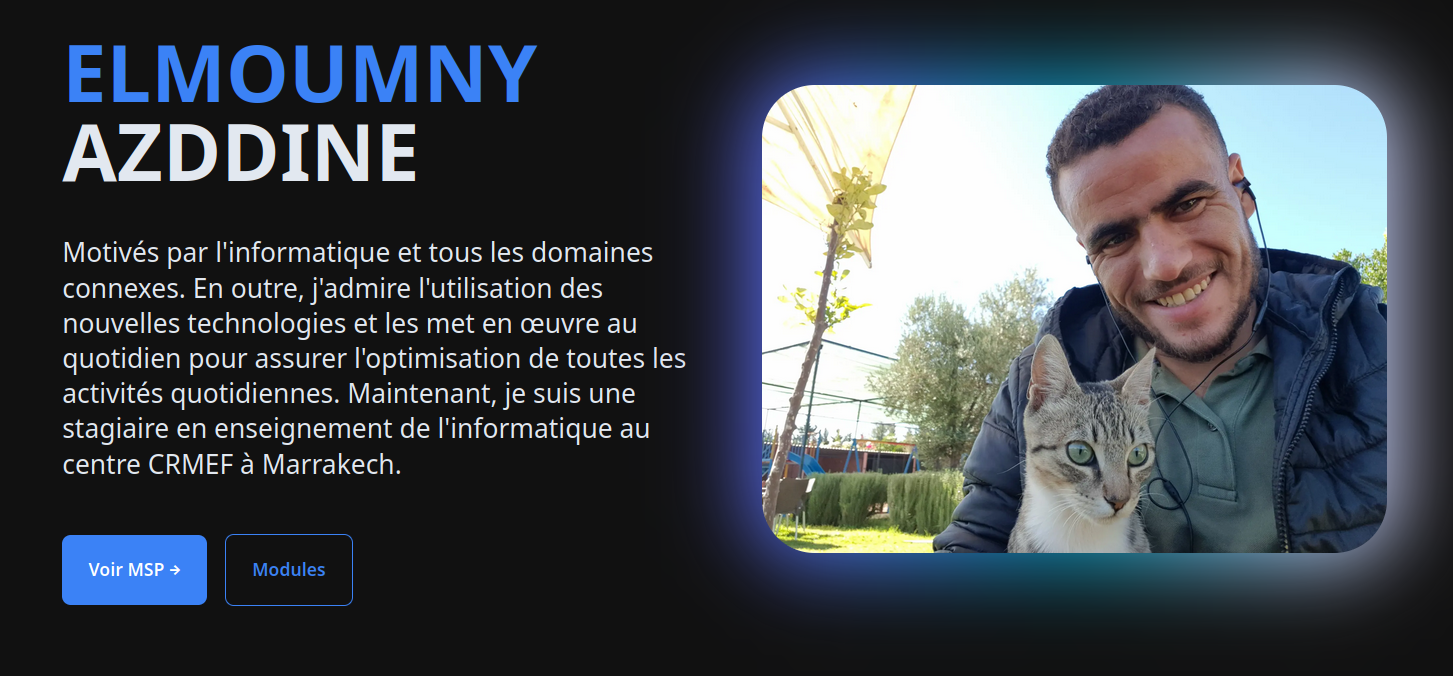 ELMOUMNY
AZDDINE
Motivés par l'informatique et tous les domaines
connexes. En outre, j'admire l'utilisation des
nouvelles technologies et les met en œuvre au
quotidien pour assurer l'optimisation de toutes les
activités quotidiennes. Maintenant, je suis une
stagiaire en enseignement de l'informatique au
centre CRMEF à Marrakech.
Voir MSP →
Modules